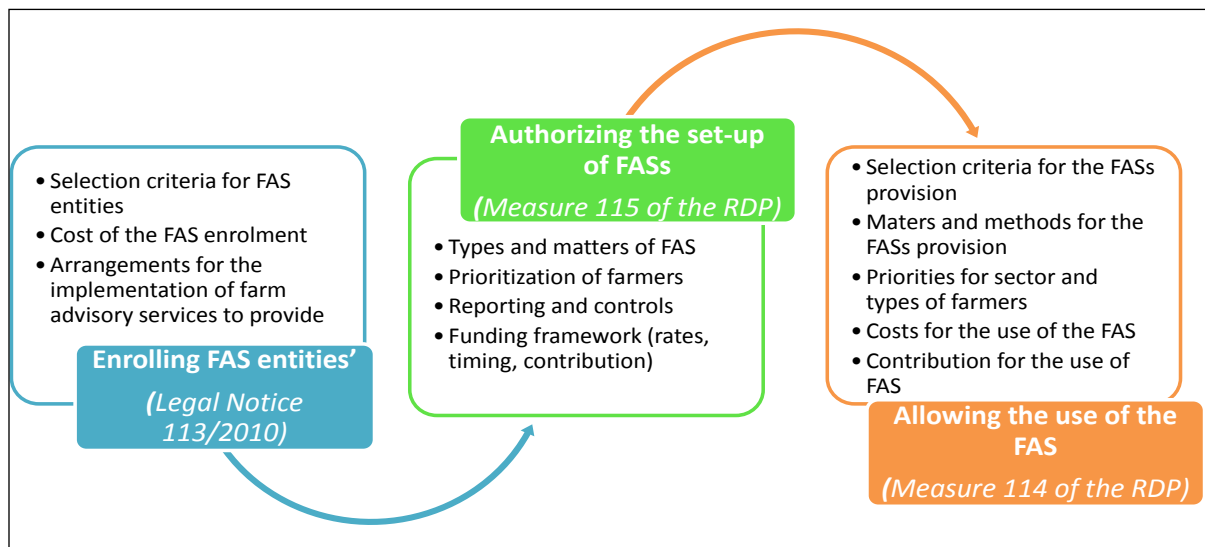 • Selection criteria for FAS
entities
• Cost of the FAS enrolment
• Arrangements for the
implementation of farm
advisory services to provide
Enrolling FAS entities’
(Legal Notice
113/2010)
Authorizing the set-up
of FASs
(Measure 115 of the RDP)
• Types and matters of FAS
• Prioritization of farmers
• Reporting and controls
• Funding framework (rates,
timing, contribution)
• Selection criteria for the FASs
provision
• Maters and methods for the
FASs provision
• Priorities for sector and
types of farmers
• Costs for the use of the FAS
• Contribution for the use of
FAS
Allowing the use of the
FAS
(Measure 114 of the RDP)